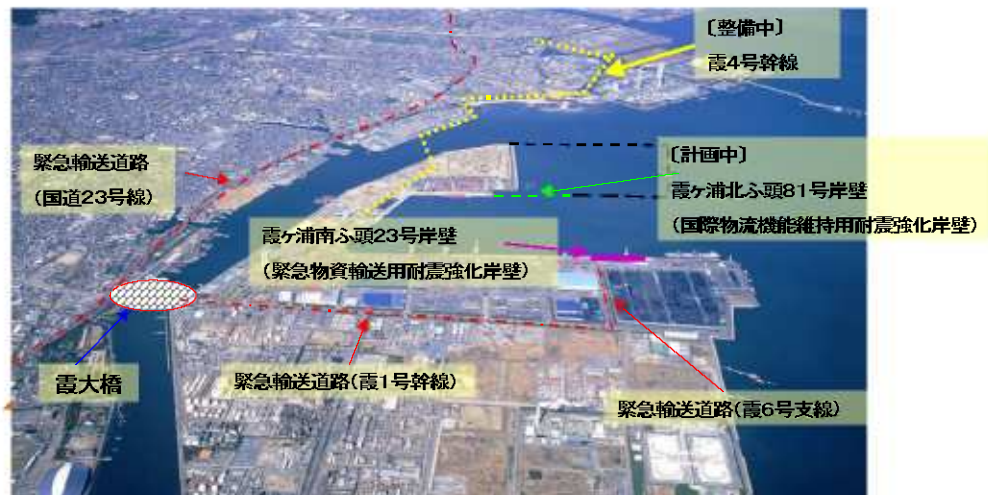 〔整備中〕
霞4号幹線
緊急輸送道路
(国道23号線)
〔計画中〕
霞ヶ浦北ふ頭81号岸壁
(国際物流機能維持用耐震強化岸壁)
霞ヶ浦南ふ頭23号岸壁
(緊急物資輸送用耐震強化岸壁)
霞大橋
緊急輸送道路(霞1号幹線)
緊急輸送道路(霞6号支線)